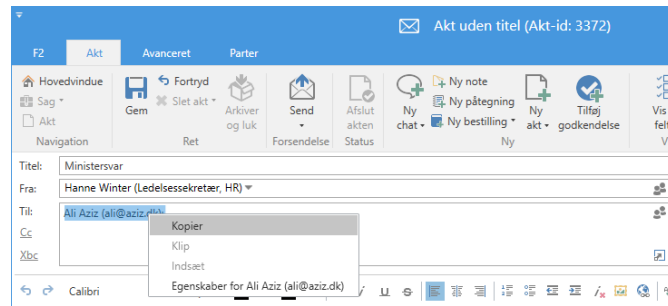 Akt uden titel (Akt-id: 3372)
F2 Akt Avanceret Parter
Hovedvindue
Sag
Akt
Navigation
Gem
Fortryd
Slet akt
Arkiver
og luk
Ret
Send
Forsendelse
Afslut
akten
Status
Ny
chat
Ny note
Ny påtegning
Ny bestilling
Ny
akt
Tilføj
godkendelse
Ny
Vis
felt
V
Titel: Ministersvar
Fra: Hanne Winter (Ledelsessekretær, HR)
Til: Ali Aziz (ali@aziz.dk);
Cc
Xbc
Kopier
Klip
Indsæt
Egenskaber for Ali Aziz (ali@aziz.dk)
Calibri